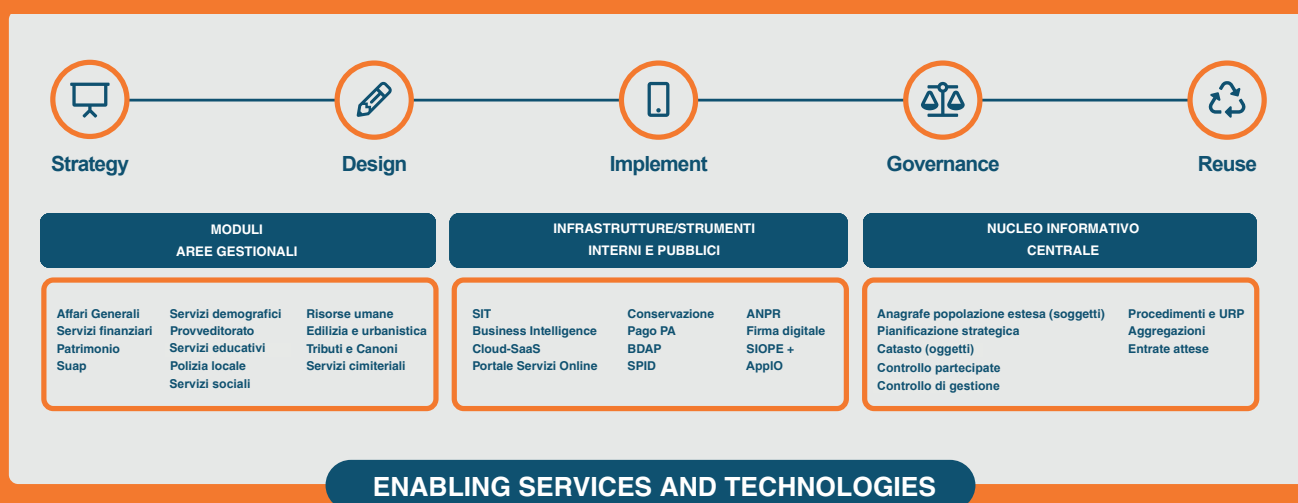 Strategy
Design
Implement
Governance
Reuse
MODULI
AREE GESTIONALI
Affari Generali
Servizi finanziari
Patrimonio
Suap
Servizi demografici
Provveditorato
Servizi educativi
Polizia locale
Servizi sociali
Risorse umane
Edilizia e urbanistica
Tributi e Canoni
Servizi cimiteriali
INFRASTRUTTURE/STRUMENTI
INTERNI E PUBBLICI
SIT
Business Intelligence
Cloud-SaaS
Portale Servizi Online
Conservazione
Pago PA
BDAP
SPID
ANPR
Firma digitale
SIOPE +
AppIO
NUCLEO INFORMATIVO
CENTRALE
Anagrafe popolazione estesa (soggetti)
Pianificazione strategica
Catasto (oggetti)
Controllo partecipate
Controllo di gestione
Procedimenti e URP
Aggregazioni
Entrate attese
ENABLING SERVICES AND TECHNOLOGIES